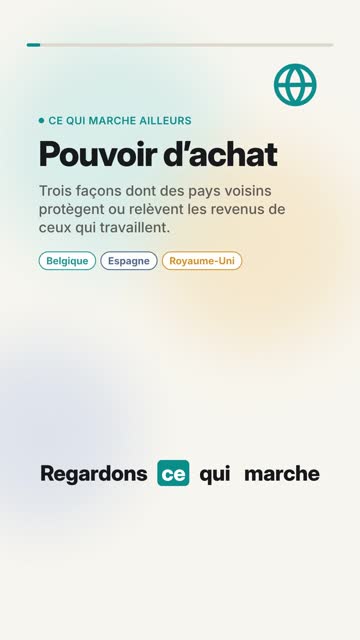 CE QUI MARCHE AILLEURS
Pouvoir d’achat
Trois façons dont des pays voisins
protègent ou relèvent les revenus de
ceux qui travaillent.
Belgique Espagne Royaume-Uni
Regardons ce qui marche